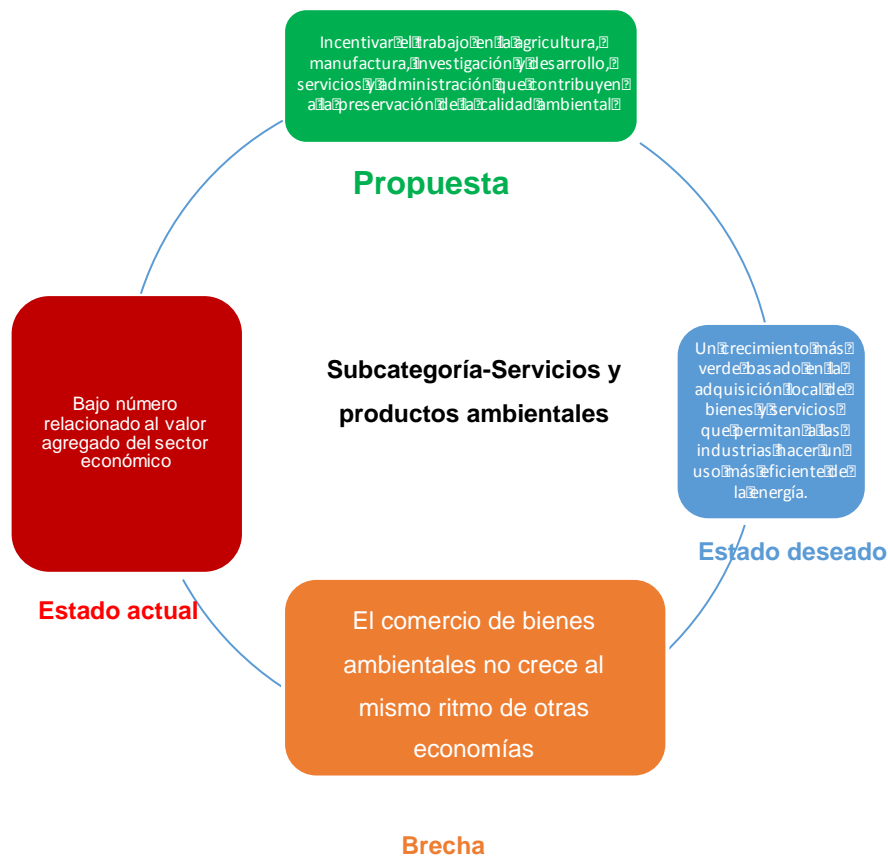 Incentivar el trabajo en la agricultura,
manufactura, investigación y desarrollo,
servicios y administración que contribuyen
a la preservación de la calidad ambiental
Propuesta
Un crecimiento más
verde basado en la
adquisición local de
bienes y servicios
que permitan a las
industrias hacer un
uso más eficiente de
la energía.
Estado deseado
Subcategoría-Servicios y
productos ambientales
Bajo número
relacionado al valor
agregado del sector
económico
Estado actual
El comercio de bienes
ambientales no crece al
mismo ritmo de otras
economías
Brecha